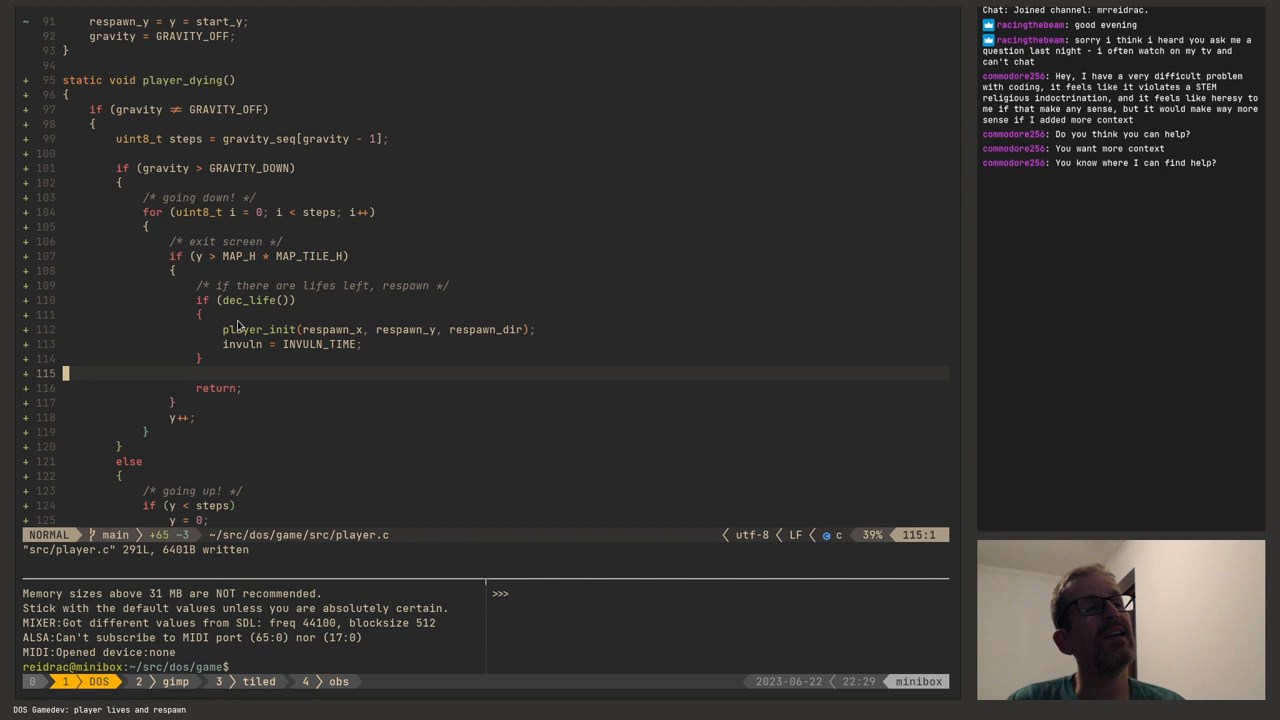 ~ 91 respawn_y = y = start_y;
92 gravity = GRAVITY_OFF;
93 }
94
+ 95 static void player_dying()
+ 96 {
+ 97 if (gravity ≠ GRAVITY_OFF)
+ 98 {
+ 99 uint8_t steps = gravity_seq[gravity - 1];
+ 100
+ 101 if (gravity > GRAVITY_DOWN)
+ 102 {
+ 103 /* going down! */
+ 104 for (uint8_t i = 0; i < steps; i++)
+ 105 {
+ 106 /* exit screen */
+ 107 if (y > MAP_H * MAP_TILE_H)
+ 108 {
+ 109 /* if there are lifes left, respawn */
+ 110 if (dec_life())
+ 111 {
+ 112 player_init(respawn_x, respawn_y, respawn_dir);
+ 113 invuln = INVULN_TIME;
+ 114 }
+ 115
+ 116 return;
+ 117 }
+ 118 y++;
+ 119 }
+ 120 }
+ 121 else
+ 122 {
+ 123 /* going up! */
+ 124 if (y < steps)
+ 125 y = 0;
NORMAL main +65 ~3 ~/src/dos/game/src/player.c utf-8 LF c 39% 115:1
"src/player.c" 291L, 6401B written
Memory sizes above 31 MB are NOT recommended.
Stick with the default values unless you are absolutely certain.
MIXER:Got different values from SDL: freq 44100, blocksize 512
ALSA:Can't subscribe to MIDI port (65:0) nor (17:0)
MIDI:Opened device:none
reidrac@minibox:~/src/dos/game$
>>>
0 1 DOS 2 gimp 3 tiled 4 obs 2023-06-22 22:29 minibox
DOS Gamedev: player lives and respawn
Chat: Joined channel: mrreidrac.
racingthebeam: good evening
racingthebeam: sorry i think i heard you ask me a
question last night - i often watch on my tv and
can't chat
commodore256: Hey, I have a very difficult problem
with coding, it feels like it violates a STEM
religious indoctrination, and it feels like heresy to
me if that make any sense, but it would make way more
sense if I added more context
commodore256: Do you think you can help?
commodore256: You want more context
commodore256: You know where I can find help?